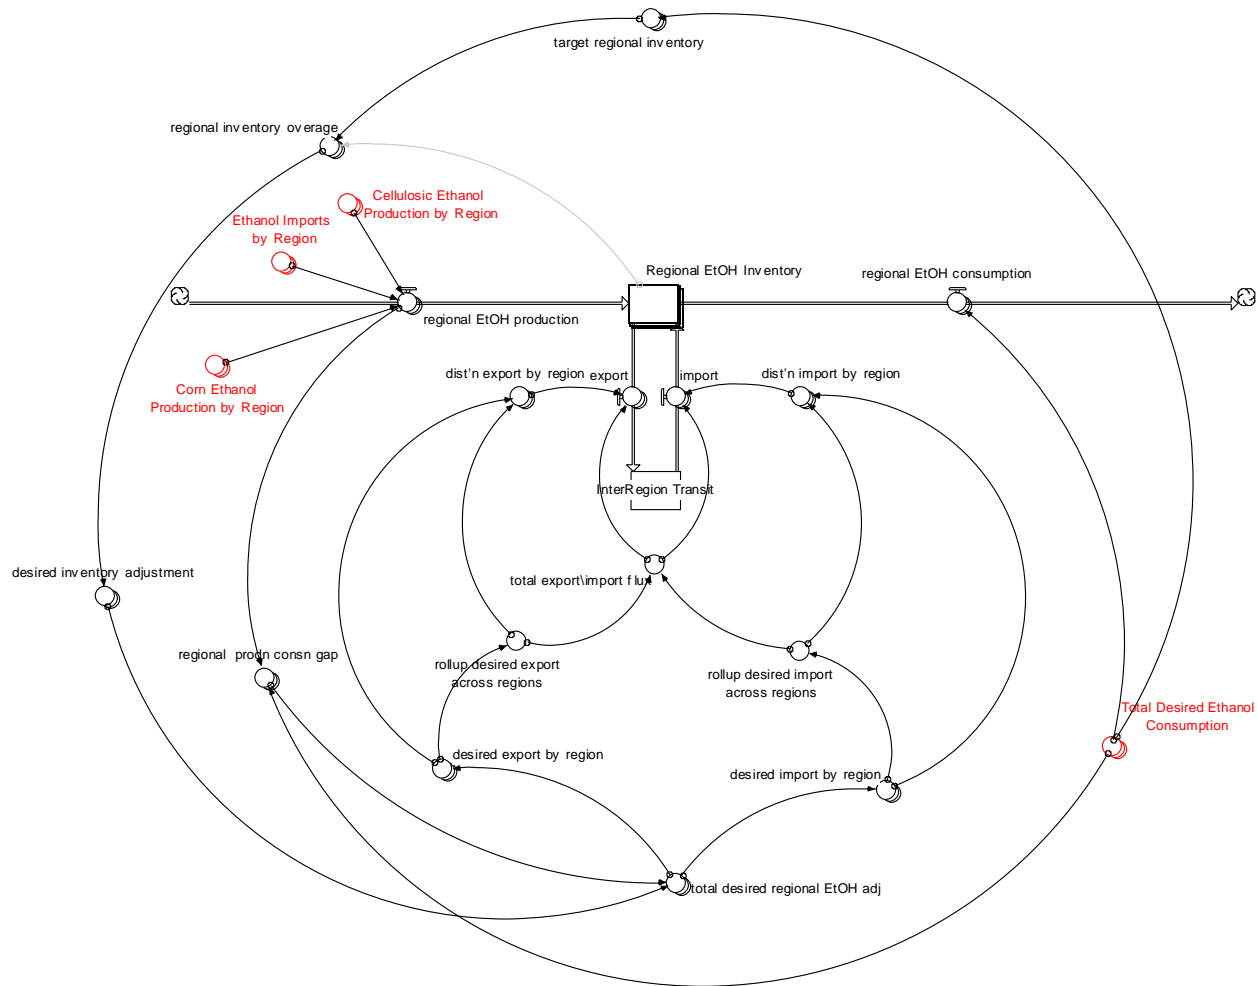 target regional inventory
regional inventory overage
Cellulosic Ethanol
Production by Region
Ethanol Imports
by Region
Regional EtOH Inventory
regional EtOH consumption
regional EtOH production
Corn Ethanol
Production by Region
dist'n export by region
export
import
dist'n import by region
InterRegion Transit
desired inventory adjustment
total export\import flux
regional prodn consn gap
rollup desired export
across regions
rollup desired import
across regions
Total Desired Ethanol
Consumption
desired export by region
desired import by region
total desired regional EtOH adj